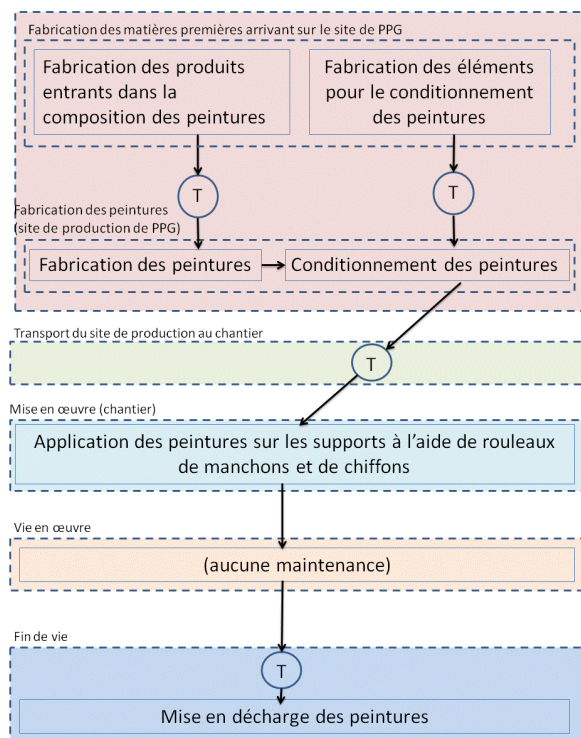 Fabrication des matières premières arrivant sur le site de PPG
Fabrication des produits
entrants dans la
composition des peintures
Fabrication des éléments
pour le conditionnement
des peintures
T
T
Fabrication des peintures
(site de production de PPG)
Fabrication des peintures
Conditionnement des peintures
Transport du site de production au chantier
T
Mise en œuvre (chantier)
Application des peintures sur les supports à l’aide de rouleaux
de manchons et de chiffons
Vie en œuvre
(aucune maintenance)
Fin de vie
T
Mise en décharge des peintures